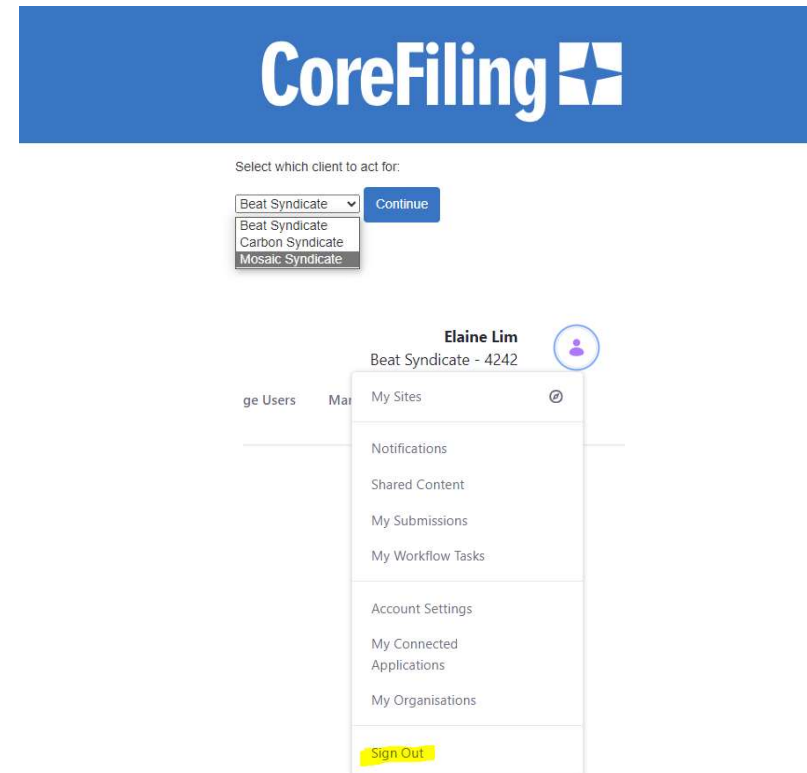 CoreFiling
Select which client to act for:
Beat Syndicate Continue
Beat Syndicate
Carbon Syndicate
Mosaic Syndicate
Elaine Lim
Beat Syndicate - 4242
ge Users Mar
My Sites
Notifications
Shared Content
My Submissions
My Workflow Tasks
Account Settings
My Connected
Applications
My Organisations
Sign Out